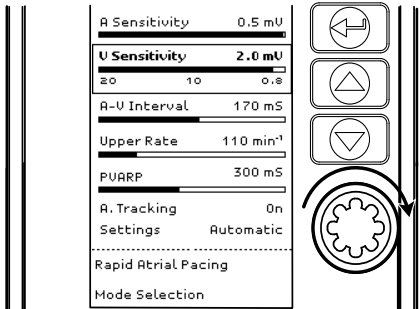 A Sensitivity 0.5 mV
V Sensitivity 2.0 mV
20 10 0.8
A-V Interval 170 mS
Upper Rate 110 min⁻¹
PVARP 300 mS
A. Tracking On
Settings Automatic
Rapid Atrial Pacing
Mode Selection